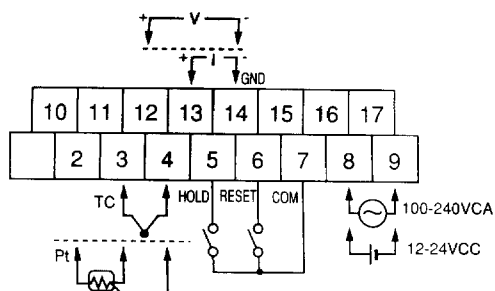 + V -
+ I -
GND
10 11 12 13 14 15 16 17
2 3 4 5 6 7 8 9
TC HOLD RESET COM
100-240VCA
Pt
12-24VCC